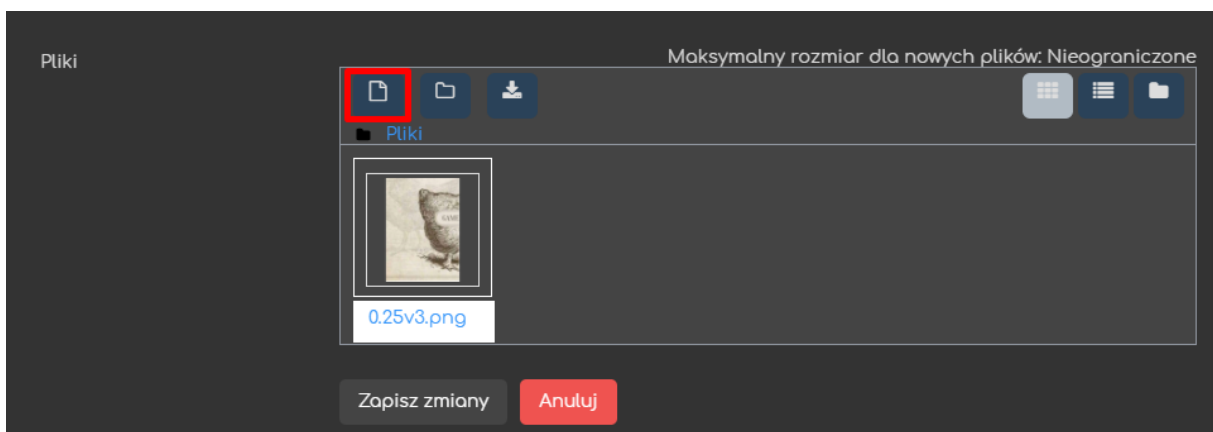 Pliki
Maksymalny rozmiar dla nowych plików: Nieograniczone
Pliki
0.25v3.png
Zapisz zmiany
Anuluj